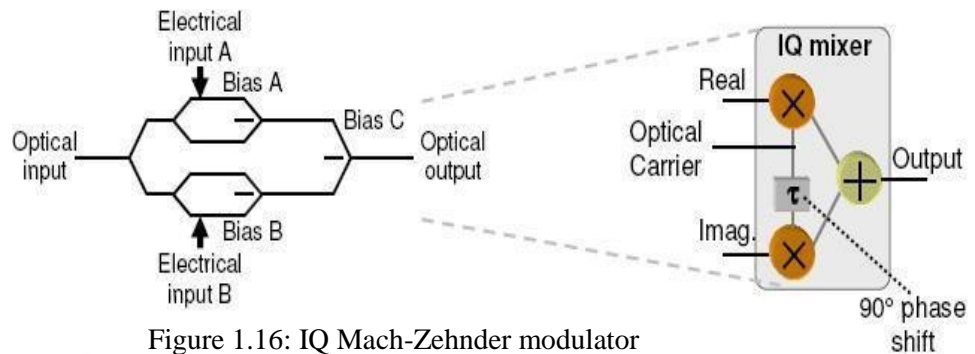 Electrical
input A
Bias A
Bias C
Optical
input
Optical
output
Bias B
Electrical
input B
IQ mixer
Real
Optical
Carrier
Output
τ
Imag.
90° phase
shift
Figure 1.16: IQ Mach-Zehnder modulator